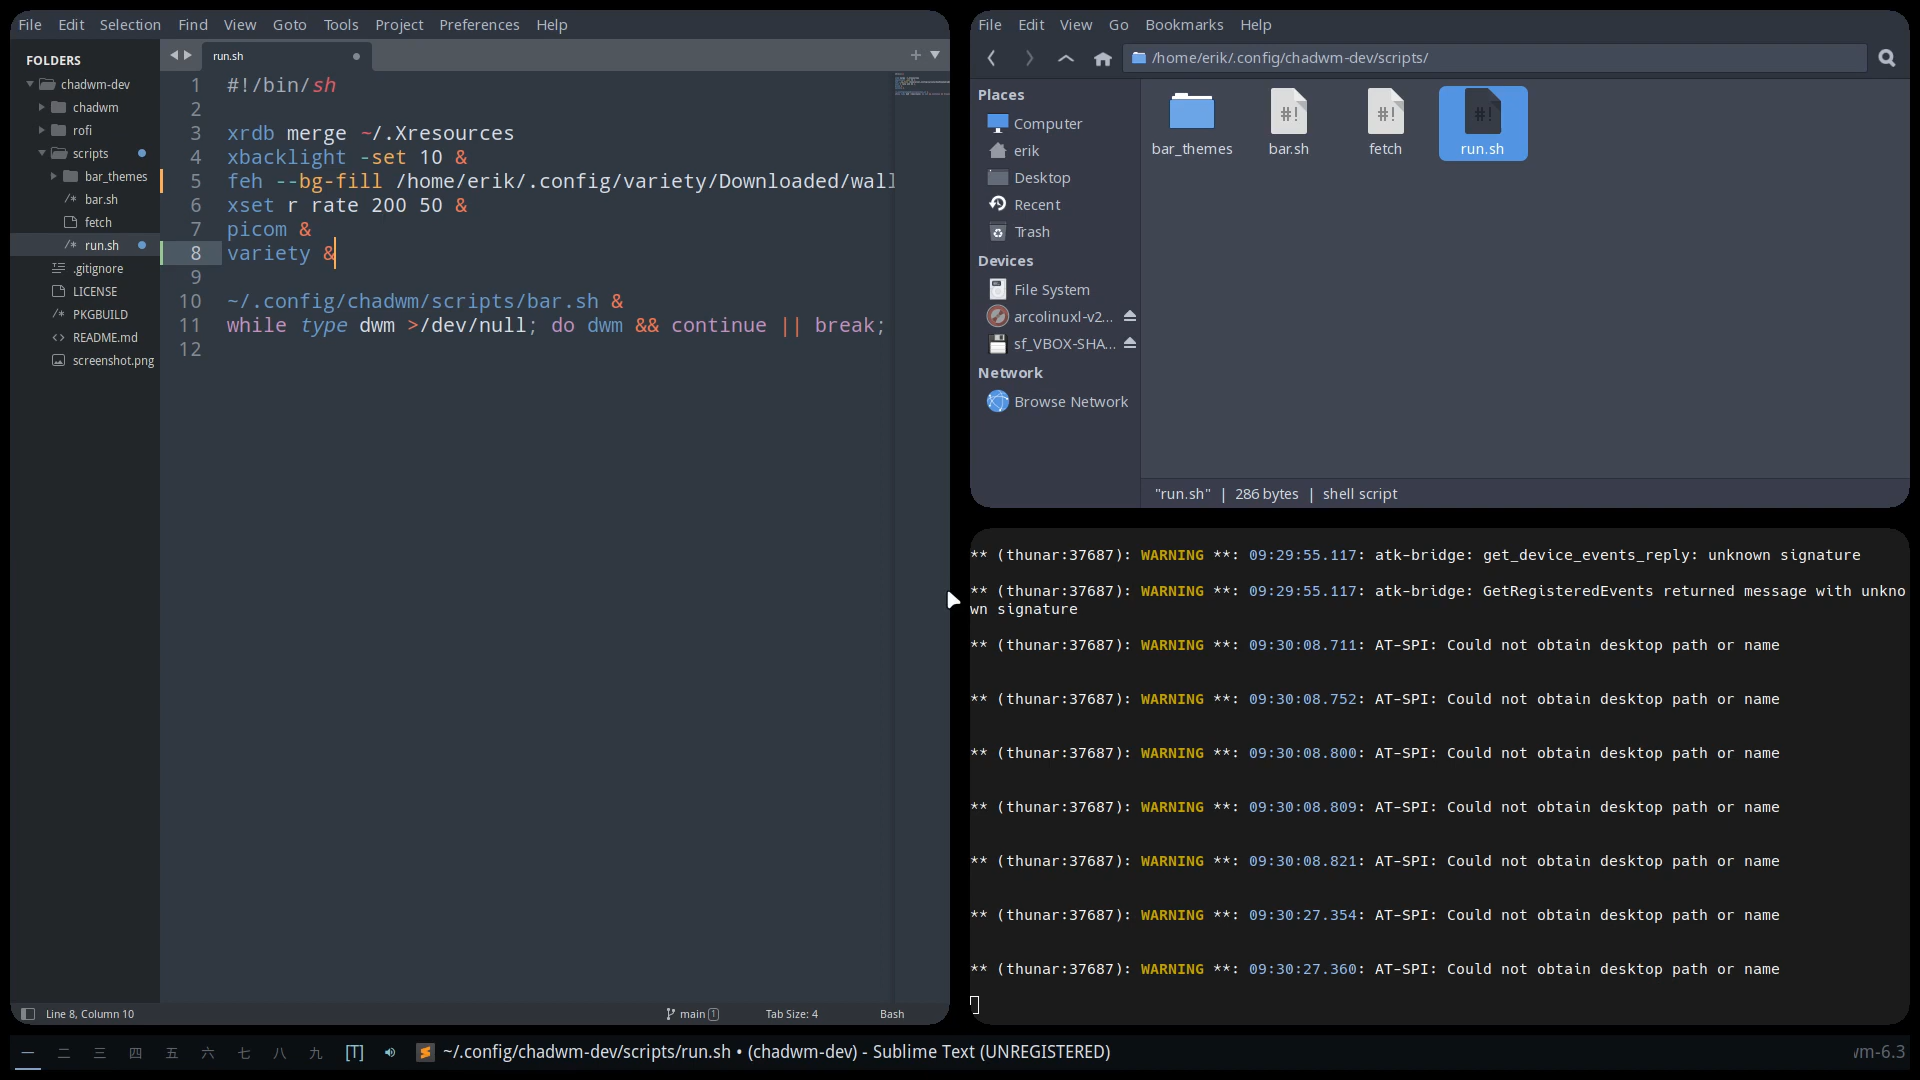 File Edit Selection Find View Goto Tools Project Preferences Help
FOLDERS
chadwm-dev
chadwm
rofi
scripts
bar_themes
bar.sh
fetch
run.sh
.gitignore
LICENSE
PKGBUILD
README.md
screenshot.png
run.sh
1 #!/bin/sh
2
3 xrdb merge ~/.Xresources
4 xbacklight -set 10 &
5 feh --bg-fill /home/erik/.config/variety/Downloaded/wall
6 xset r rate 200 50 &
7 picom &
8 variety &
9
10 ~/.config/chadwm/scripts/bar.sh &
11 while type dwm >/dev/null; do dwm && continue || break;
12
Line 8, Column 10 main 1 Tab Size: 4 Bash
File Edit View Go Bookmarks Help
/home/erik/.config/chadwm-dev/scripts/
Places
Computer
erik
Desktop
Recent
Trash
Devices
File System
arcolinuxl-v2...
sf_VBOX-SHA...
Network
Browse Network
bar_themes
#! bar.sh
#! fetch
#! run.sh
"run.sh" | 286 bytes | shell script
** (thunar:37687): WARNING **: 09:29:55.117: atk-bridge: get_device_events_reply: unknown signature
** (thunar:37687): WARNING **: 09:29:55.117: atk-bridge: GetRegisteredEvents returned message with unkno
wn signature
** (thunar:37687): WARNING **: 09:30:08.711: AT-SPI: Could not obtain desktop path or name
** (thunar:37687): WARNING **: 09:30:08.752: AT-SPI: Could not obtain desktop path or name
** (thunar:37687): WARNING **: 09:30:08.800: AT-SPI: Could not obtain desktop path or name
** (thunar:37687): WARNING **: 09:30:08.809: AT-SPI: Could not obtain desktop path or name
** (thunar:37687): WARNING **: 09:30:08.821: AT-SPI: Could not obtain desktop path or name
** (thunar:37687): WARNING **: 09:30:27.354: AT-SPI: Could not obtain desktop path or name
** (thunar:37687): WARNING **: 09:30:27.360: AT-SPI: Could not obtain desktop path or name
一 二 三 四 五 六 七 八 九 [T] ~/.config/chadwm-dev/scripts/run.sh • (chadwm-dev) - Sublime Text (UNREGISTERED) wm-6.3